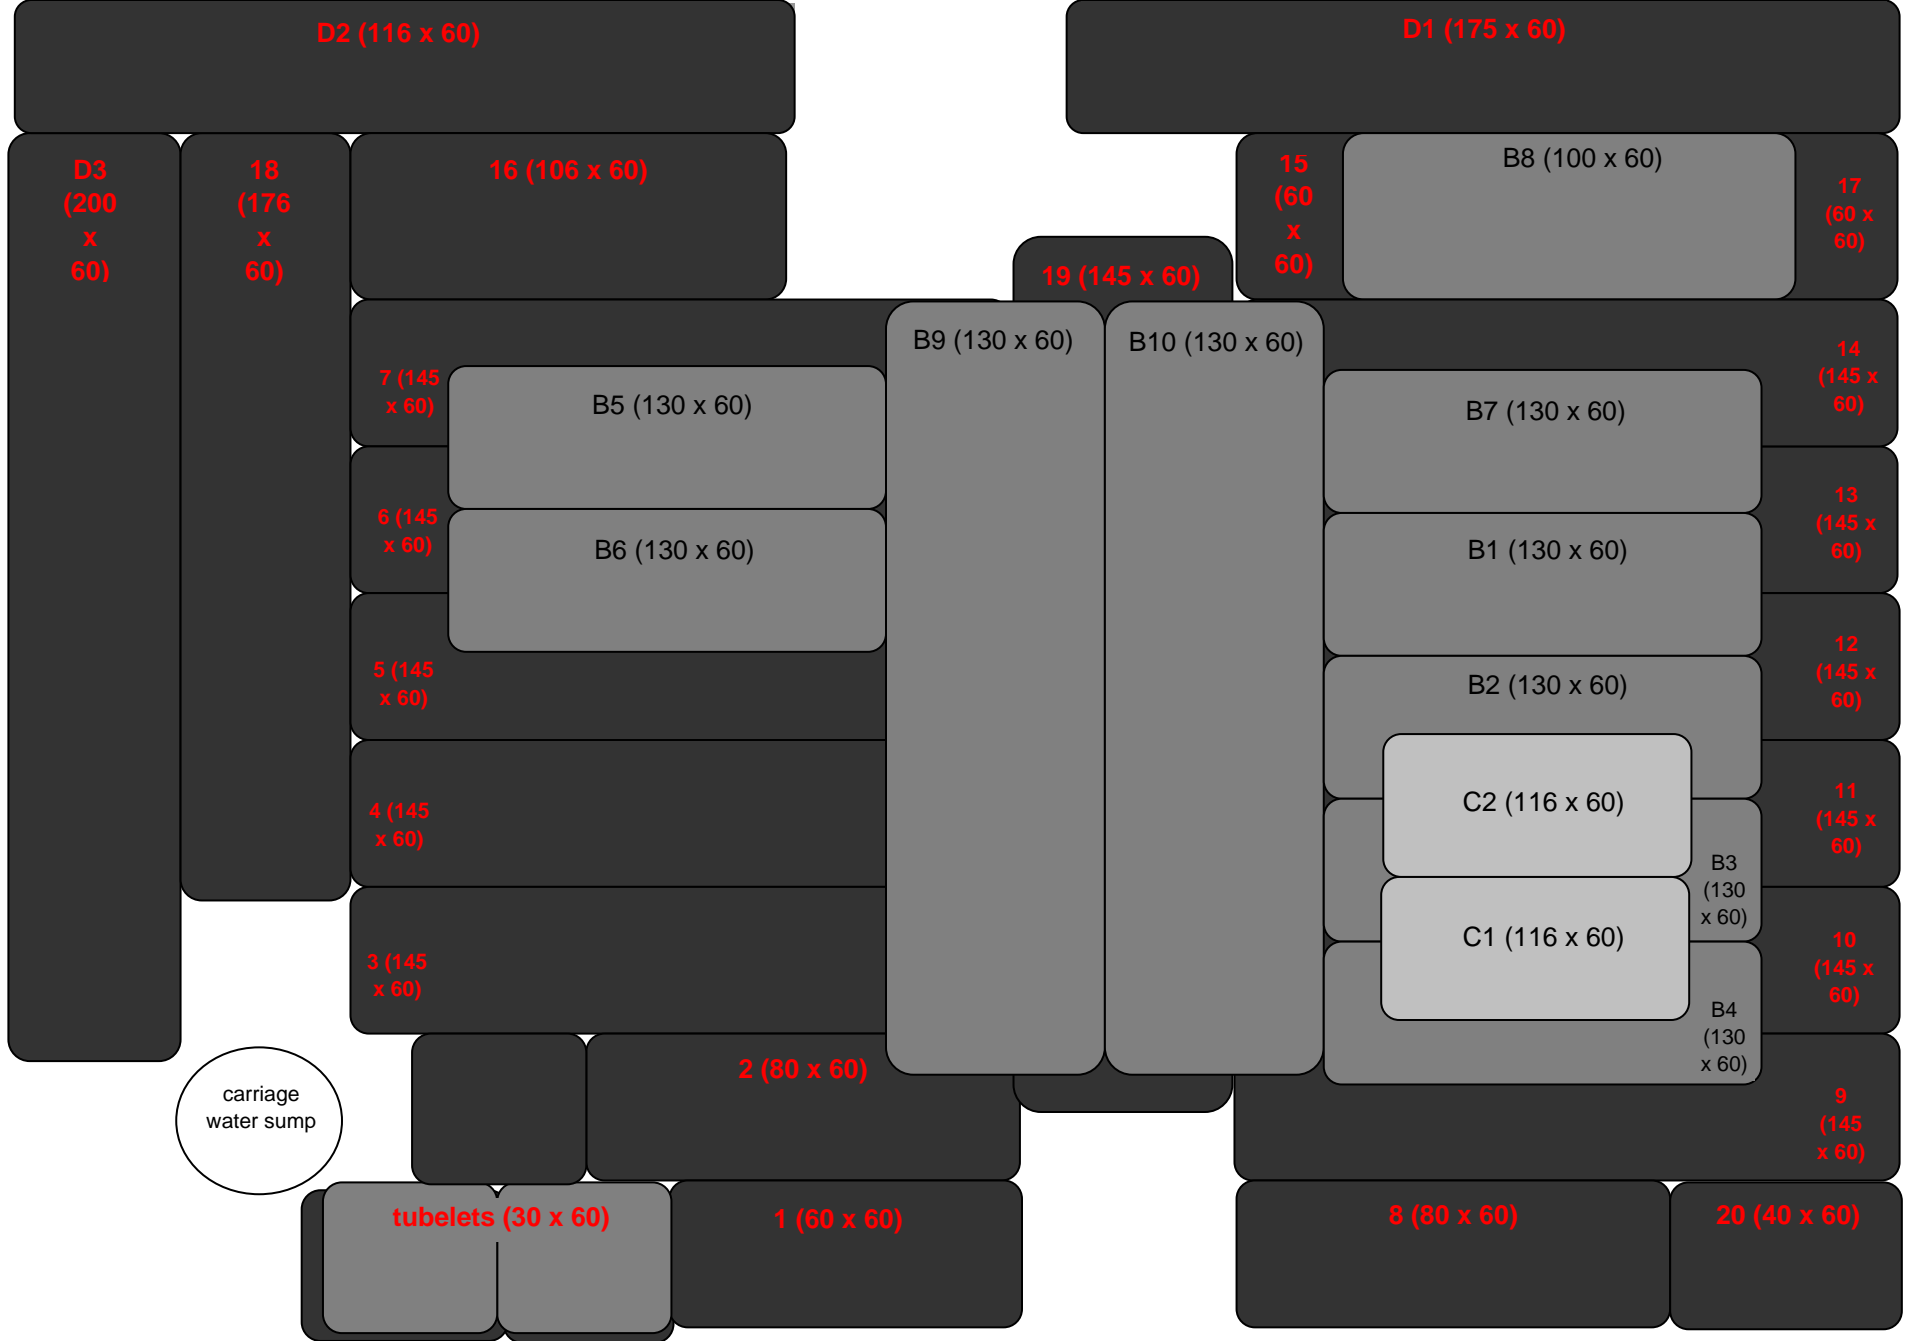 D2 (116 x 60)
D1 (175 x 60)
D3
(200
x
60)
18
(176
x
60)
16 (106 x 60)
15
(60
x
60)
B8 (100 x 60)
17
(60 x
60)
19 (145 x 60)
7 (145
x 60)
B5 (130 x 60)
B9 (130 x 60)
B10 (130 x 60)
B7 (130 x 60)
14
(145 x
60)
6 (145
x 60)
B6 (130 x 60)
B1 (130 x 60)
13
(145 x
60)
5 (145
x 60)
B2 (130 x 60)
12
(145 x
60)
4 (145
x 60)
C2 (116 x 60)
11
(145 x
60)
B3
(130
x 60)
3 (145
x 60)
C1 (116 x 60)
10
(145 x
60)
B4
(130
x 60)
carriage
water sump
2 (80 x 60)
9
(145
x 60)
tubelets (30 x 60)
1 (60 x 60)
8 (80 x 60)
20 (40 x 60)